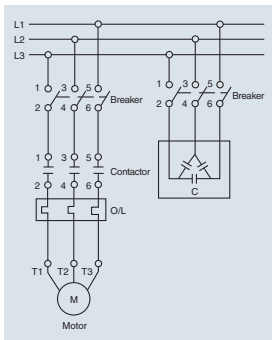 L1
L2
L3
1 3 5
2 4 6
Breaker
1 3 5
2 4 6
Breaker
1 3 5
Contactor
2 4 6
O/L
C
T1 T2 T3
M
Motor